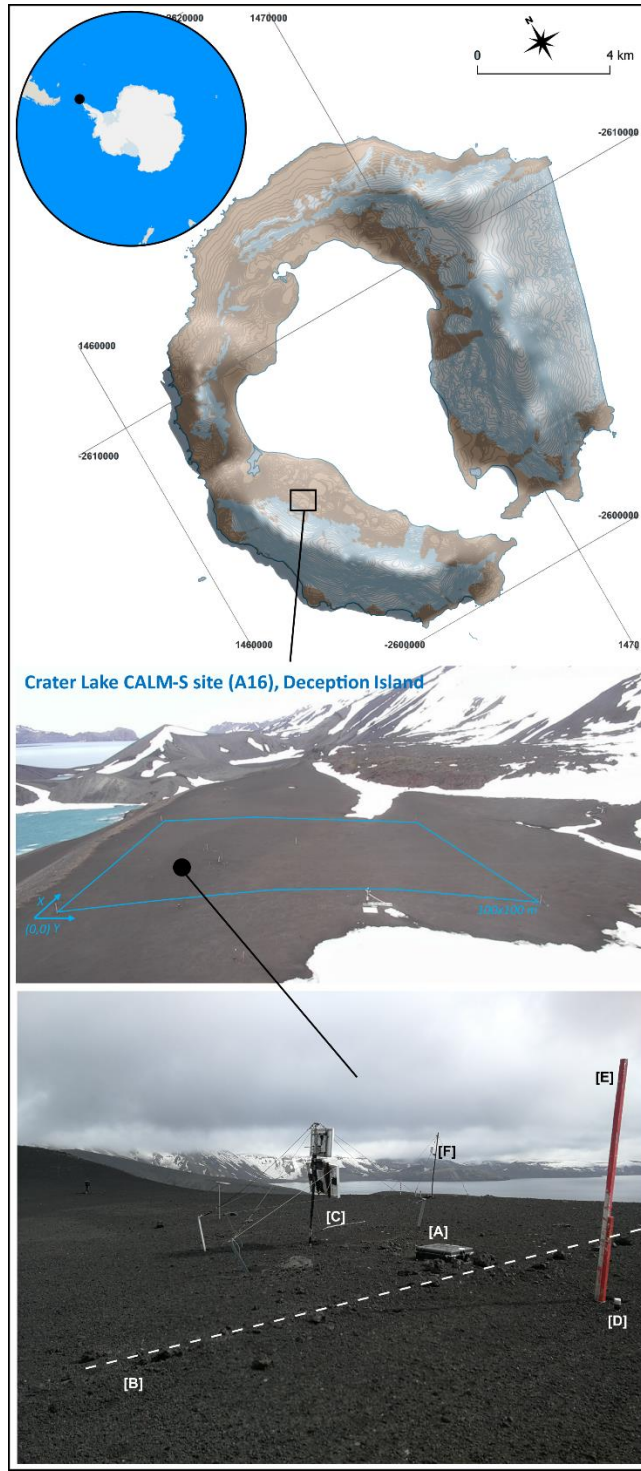 2620000
1470000
N
0 4 km
-2610000
1460000
-2610000
-2600000
1460000
-2600000
1470
Crater Lake CALM-S site (A16), Deception Island
X
(0,0) Y
100x100 m
[E]
[F]
[C]
[A]
[D]
[B]